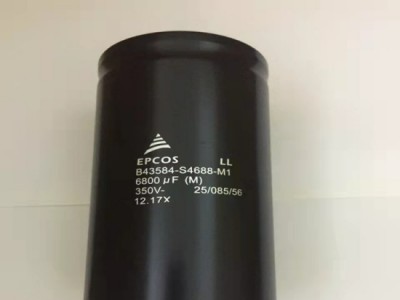 EPCOS LL
B43584-S4688-M1
6800 µF (M)
350V- 25/085/56
12.17X